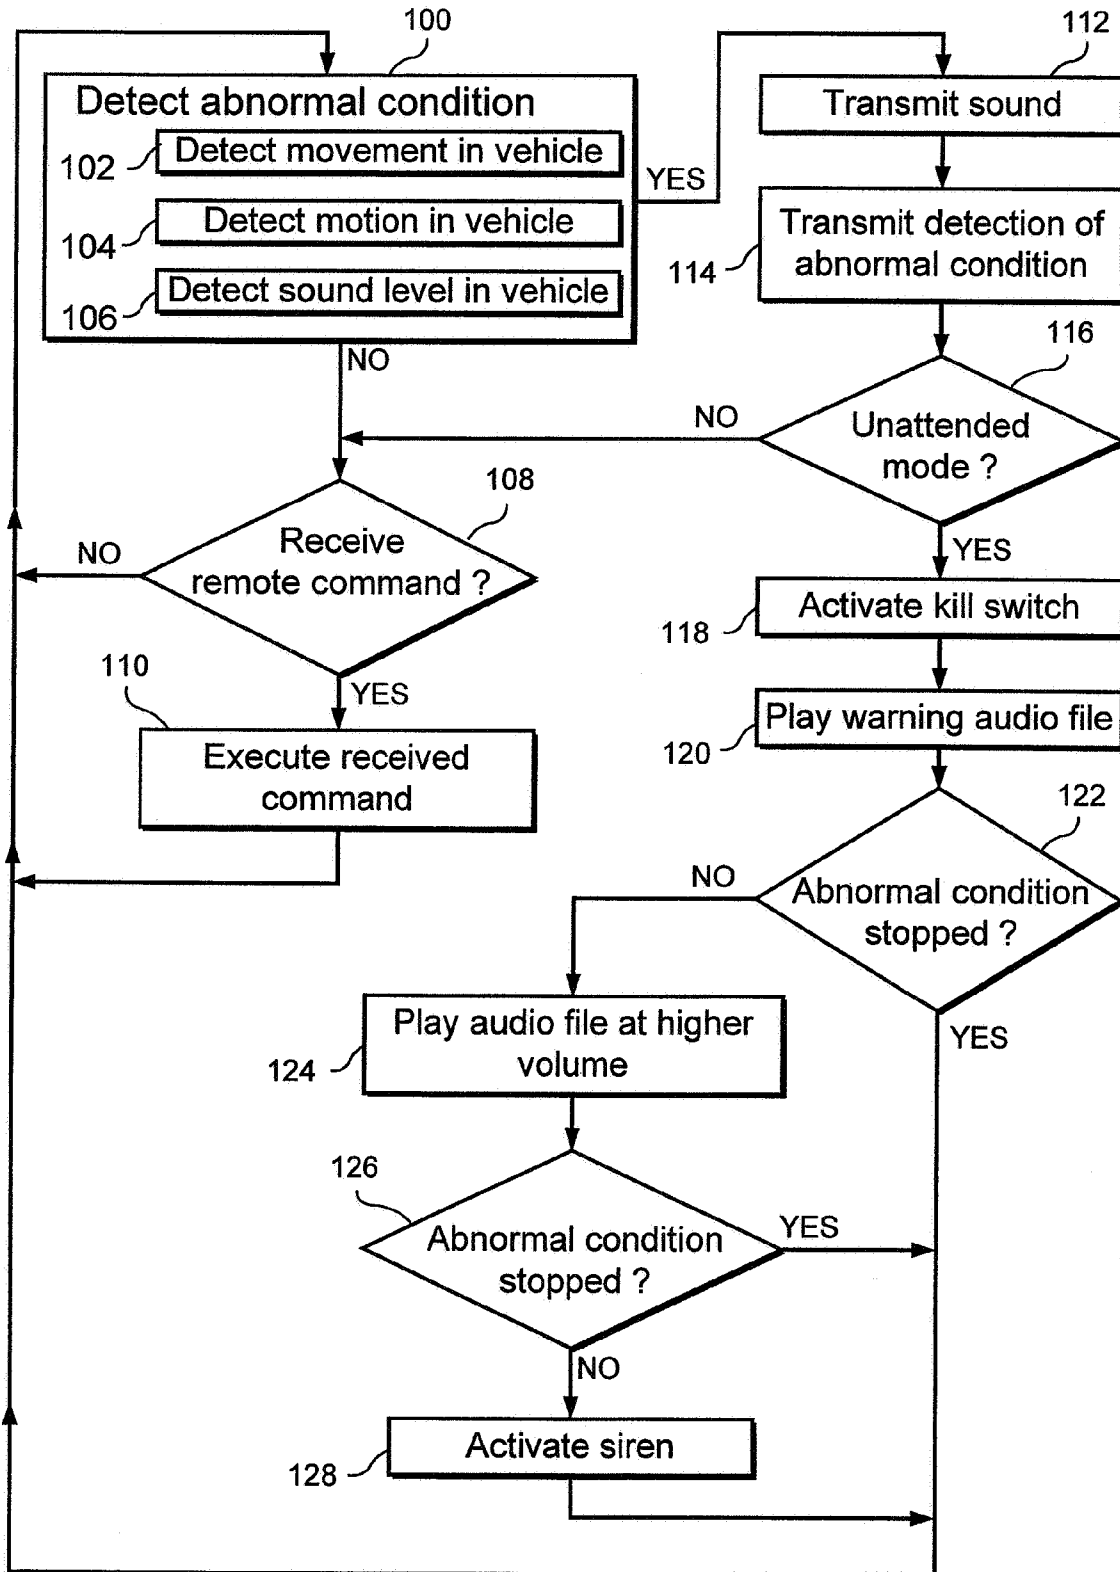 100
Detect abnormal condition
102
Detect movement in vehicle
104
Detect motion in vehicle
106
Detect sound level in vehicle
YES
NO
112
Transmit sound
114
Transmit detection of
abnormal condition
116
Unattended
mode ?
NO
YES
108
Receive
remote command ?
NO
YES
110
Execute received
command
118
Activate kill switch
120
Play warning audio file
122
Abnormal condition
stopped ?
NO
YES
124
Play audio file at higher
volume
126
Abnormal condition
stopped ?
YES
NO
128
Activate siren